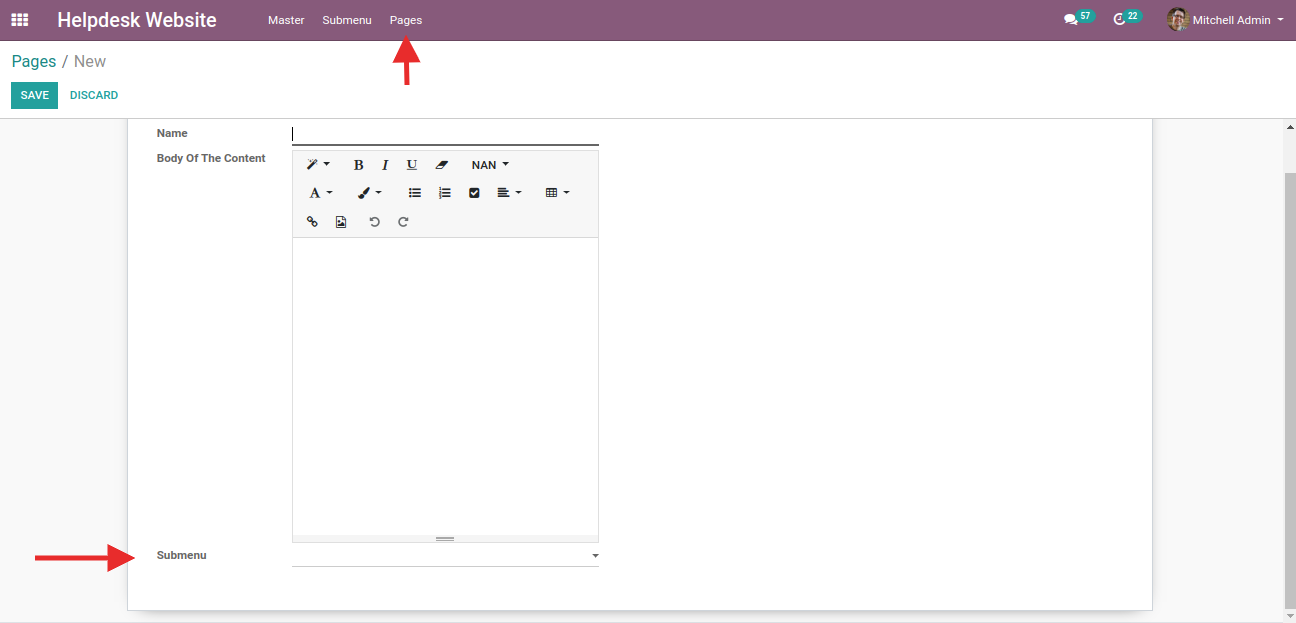 Helpdesk Website Master Submenu Pages 57 22 Mitchell Admin
Pages / New
SAVE DISCARD
Name
Body Of The Content
B I U NAN
A
Submenu